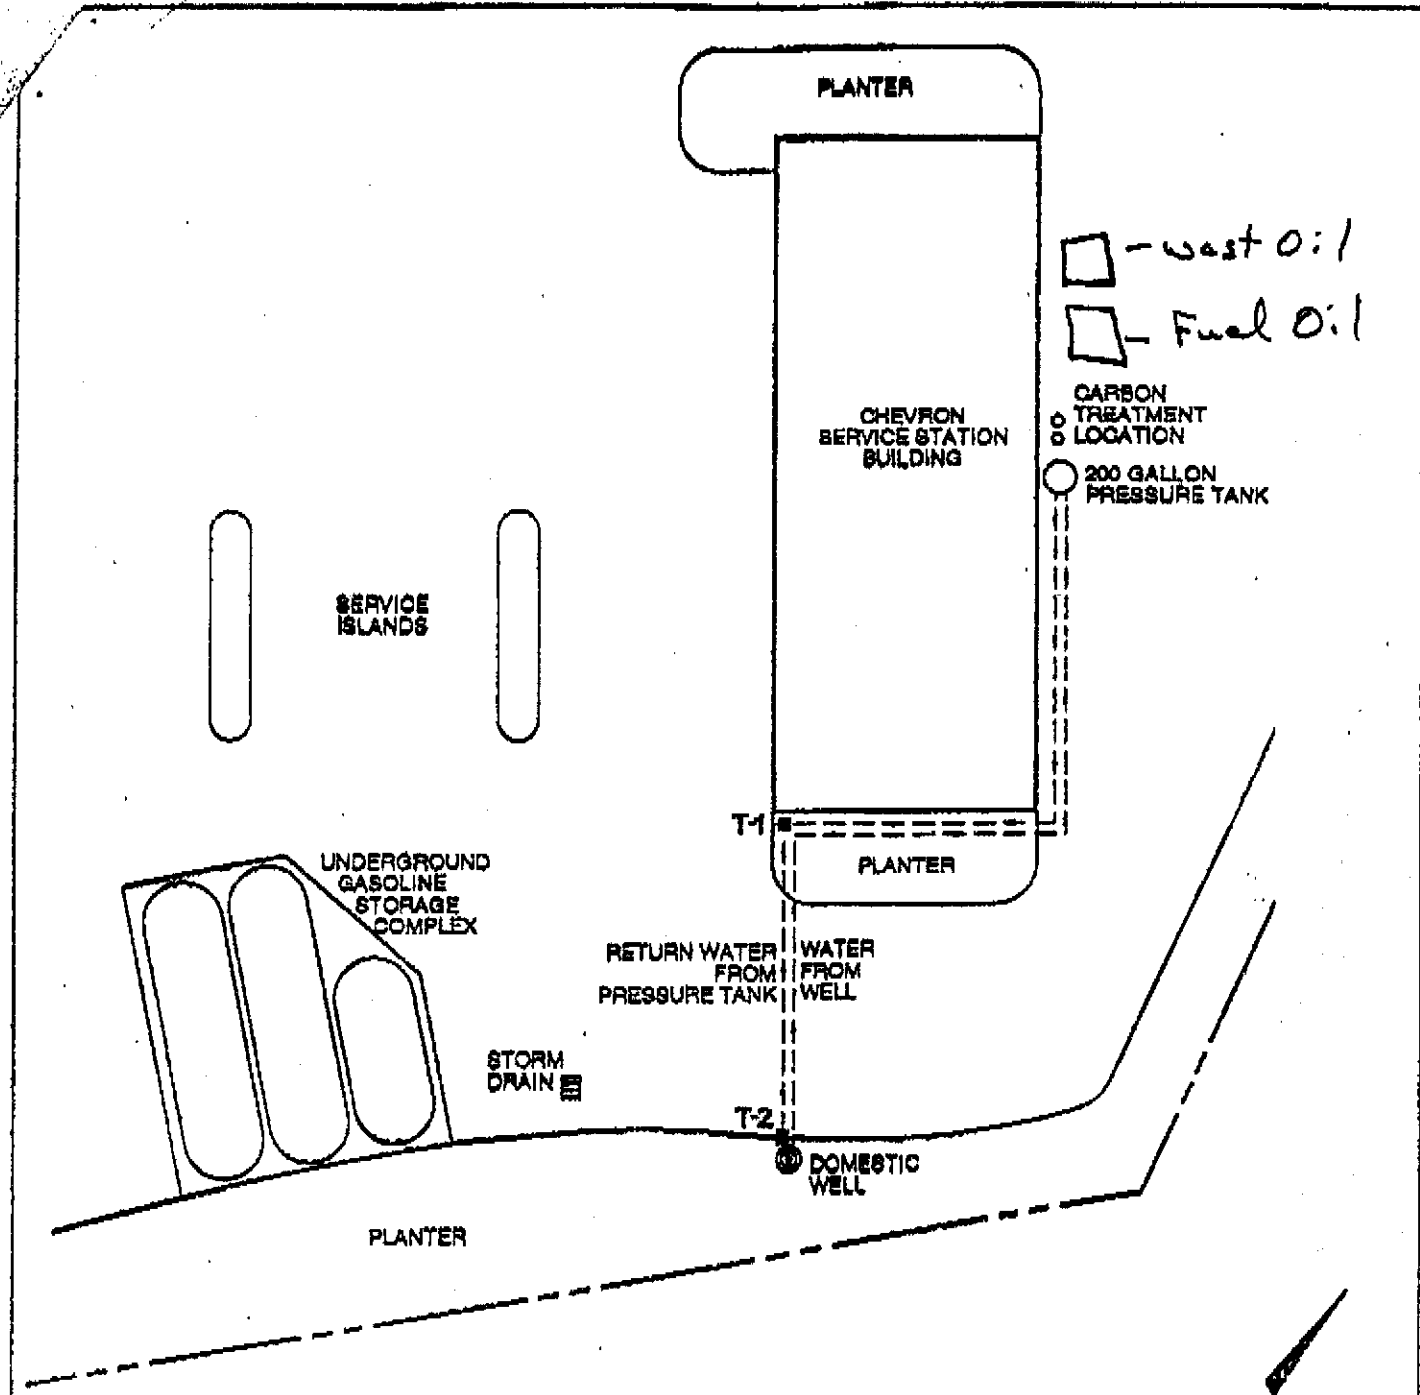 PLANTER
- wast Oil
- Fuel Oil
CARBON
TREATMENT
LOCATION
CHEVRON
SERVICE STATION
BUILDING
200 GALLON
PRESSURE TANK
SERVICE
ISLANDS
T-1
PLANTER
UNDERGROUND
GASOLINE
STORAGE
COMPLEX
RETURN WATER
FROM
PRESSURE TANK
WATER
FROM
WELL
STORM
DRAIN
T-2
DOMESTIC
WELL
PLANTER